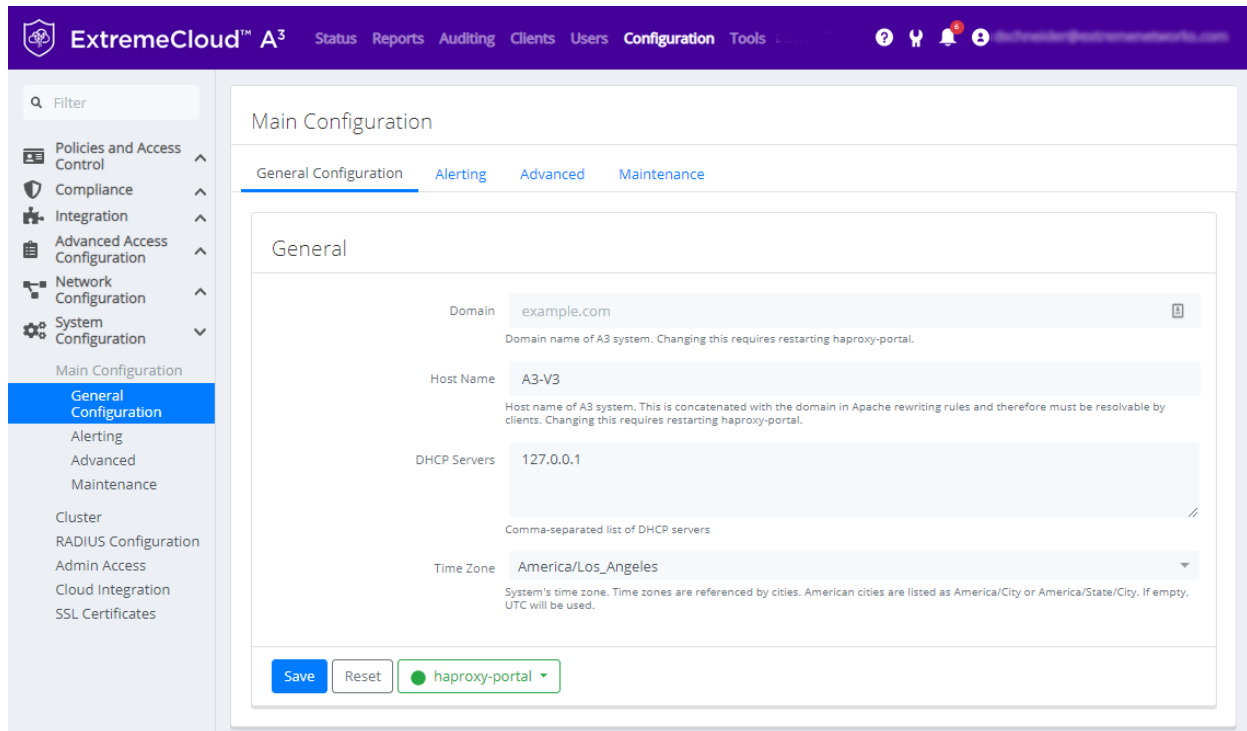 ExtremeCloud™ A³ Status Reports Auditing Clients Users Configuration Tools 6
Filter
Policies and Access
Control
Compliance
Integration
Advanced Access
Configuration
Network
Configuration
System
Configuration
Main Configuration
General
Configuration
Alerting
Advanced
Maintenance
Cluster
RADIUS Configuration
Admin Access
Cloud Integration
SSL Certificates
Main Configuration
General Configuration Alerting Advanced Maintenance
General
Domain example.com
Domain name of A3 system. Changing this requires restarting haproxy-portal.
Host Name A3-V3
Host name of A3 system. This is concatenated with the domain in Apache rewriting rules and therefore must be resolvable by
clients. Changing this requires restarting haproxy-portal.
DHCP Servers 127.0.0.1
Comma-separated list of DHCP servers
Time Zone America/Los_Angeles
System's time zone. Time zones are referenced by cities. American cities are listed as America/City or America/State/City. If empty,
UTC will be used.
Save Reset haproxy-portal